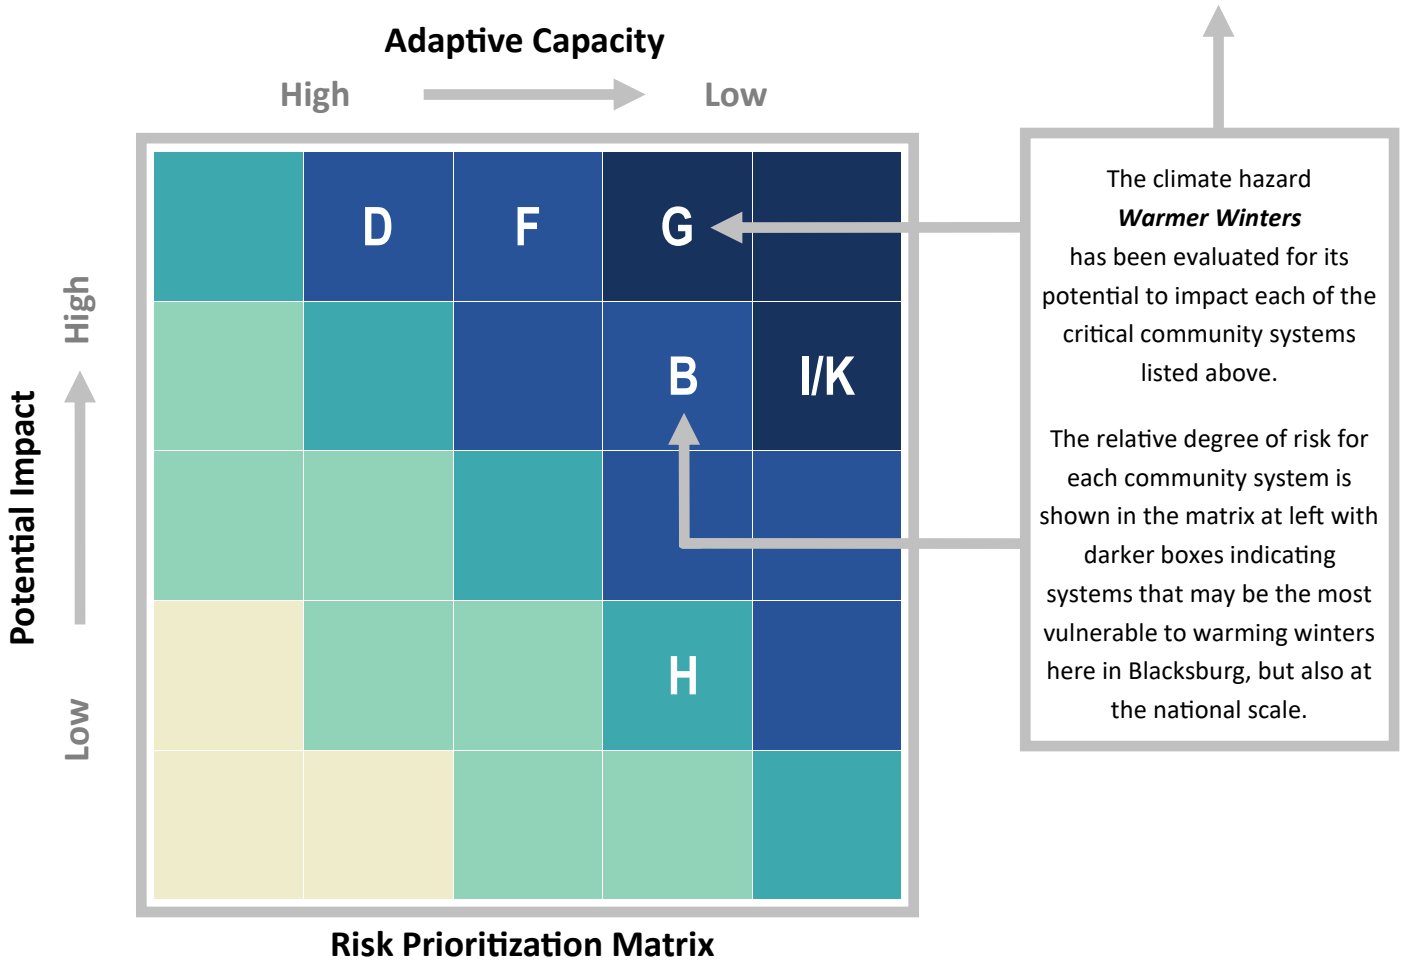 Adaptive Capacity
High
Low
D
F
G
B
I/K
H
High
Low
Potential Impact
Risk Prioritization Matrix
The climate hazard
Warmer Winters
has been evaluated for its
potential to impact each of the
critical community systems
listed above.
The relative degree of risk for
each community system is
shown in the matrix at left with
darker boxes indicating
systems that may be the most
vulnerable to warming winters
here in Blacksburg, but also at
the national scale.